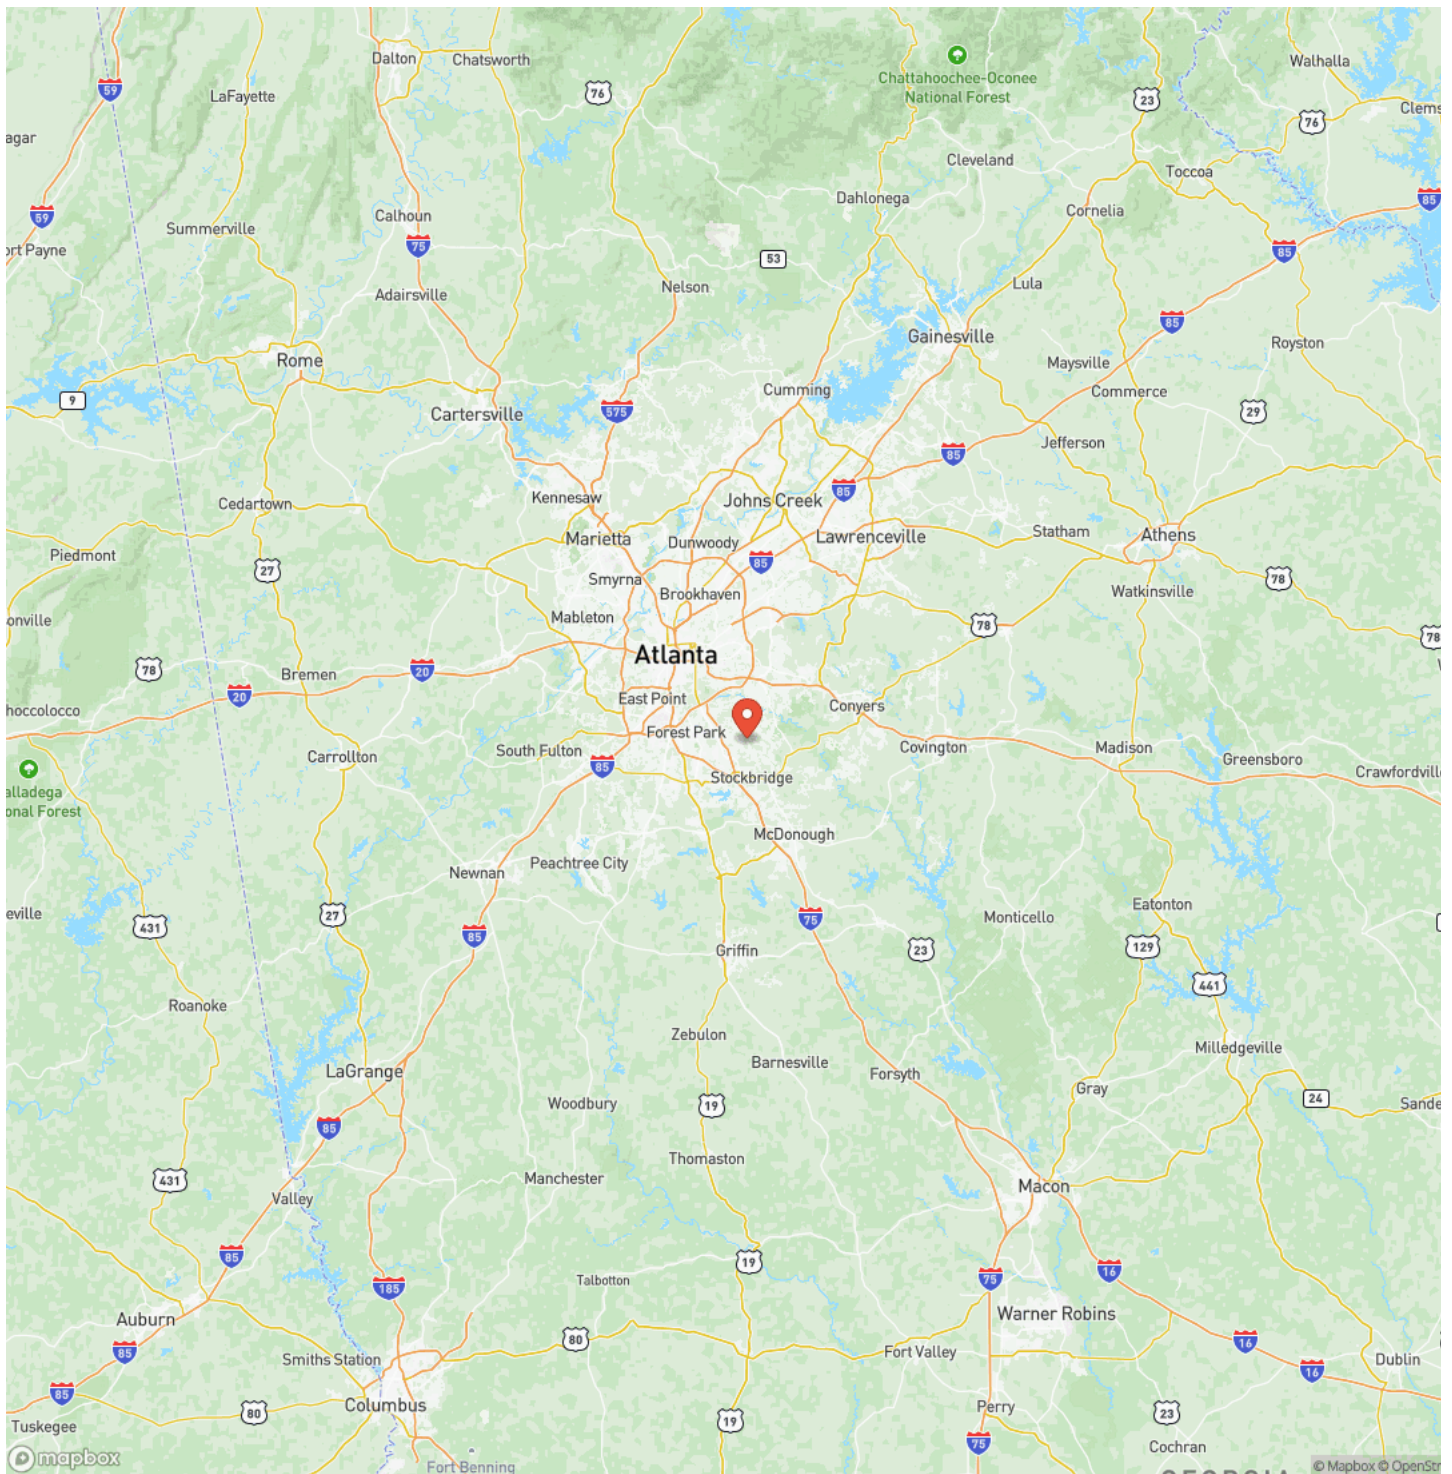 Dalton
Chatsworth
Chattahoochee-Oconee
National Forest
Walhalla
59
LaFayette
76
23
76
Clems
agar
Cleveland
Toccoa
Dahlonega
59
Summerville
Calhoun
75
Cornelia
85
ort Payne
53
85
Adairsville
Nelson
Lula
85
Rome
Gainesville
Royston
Maysville
9
Cartersville
575
Cumming
Commerce
29
Jefferson
85
Kennesaw
Johns Creek
85
Cedartown
Marietta
Dunwoody
Lawrenceville
Statham
Athens
Piedmont
27
85
78
Smyrna
Brookhaven
Watkinsville
onville
Mableton
78
78
Atlanta
78
Bremen
20
20
East Point
Conyers
hoccolocco
Forest Park
Carrollton
South Fulton
85
Covington
Madison
Greensboro
Stockbridge
Crawfordville
alladega
onal Forest
McDonough
Newnan
Peachtree City
eville
431
27
85
75
Monticello
Eatonton
Griffin
23
129
441
Roanoke
Zebulon
Barnesville
Milledgeville
LaGrange
Forsyth
Gray
Woodbury
19
24
Sande
85
Thomaston
431
Manchester
Macon
Valley
85
185
19
75
16
Talbotton
Auburn
Warner Robins
85
80
16
Smiths Station
Fort Valley
Dublin
16
85
80
Columbus
19
Perry
23
Tuskegee
75
Cochran
mapbox
Fort Benning
GEORGIA
© Mapbox © OpenStr